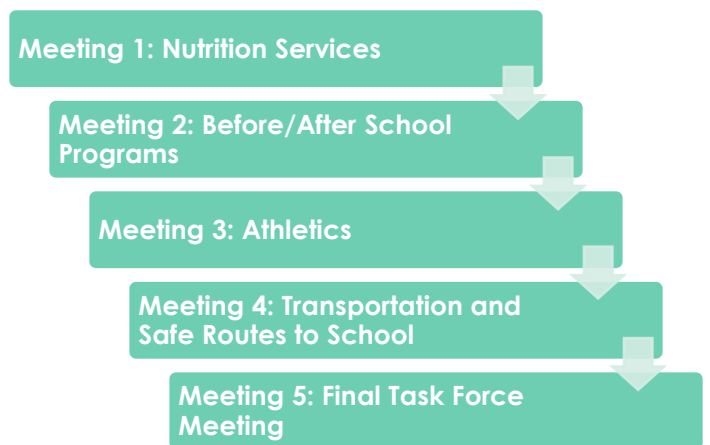 Meeting 1: Nutrition Services
Meeting 2: Before/After School
Programs
Meeting 3: Athletics
Meeting 4: Transportation and
Safe Routes to School
Meeting 5: Final Task Force
Meeting